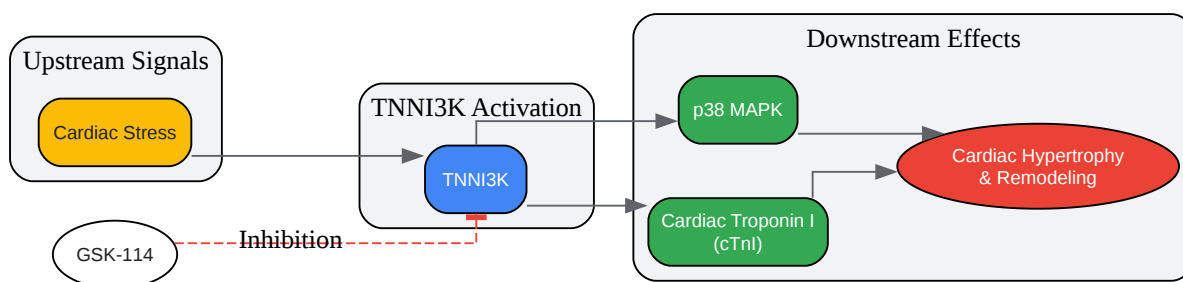 Upstream Signals
Cardiac Stress
GSK-114
Inhibition
TNNI3K Activation
TNNI3K
Downstream Effects
p38 MAPK
Cardiac Troponin I
(cTnI)
Cardiac Hypertrophy
& Remodeling